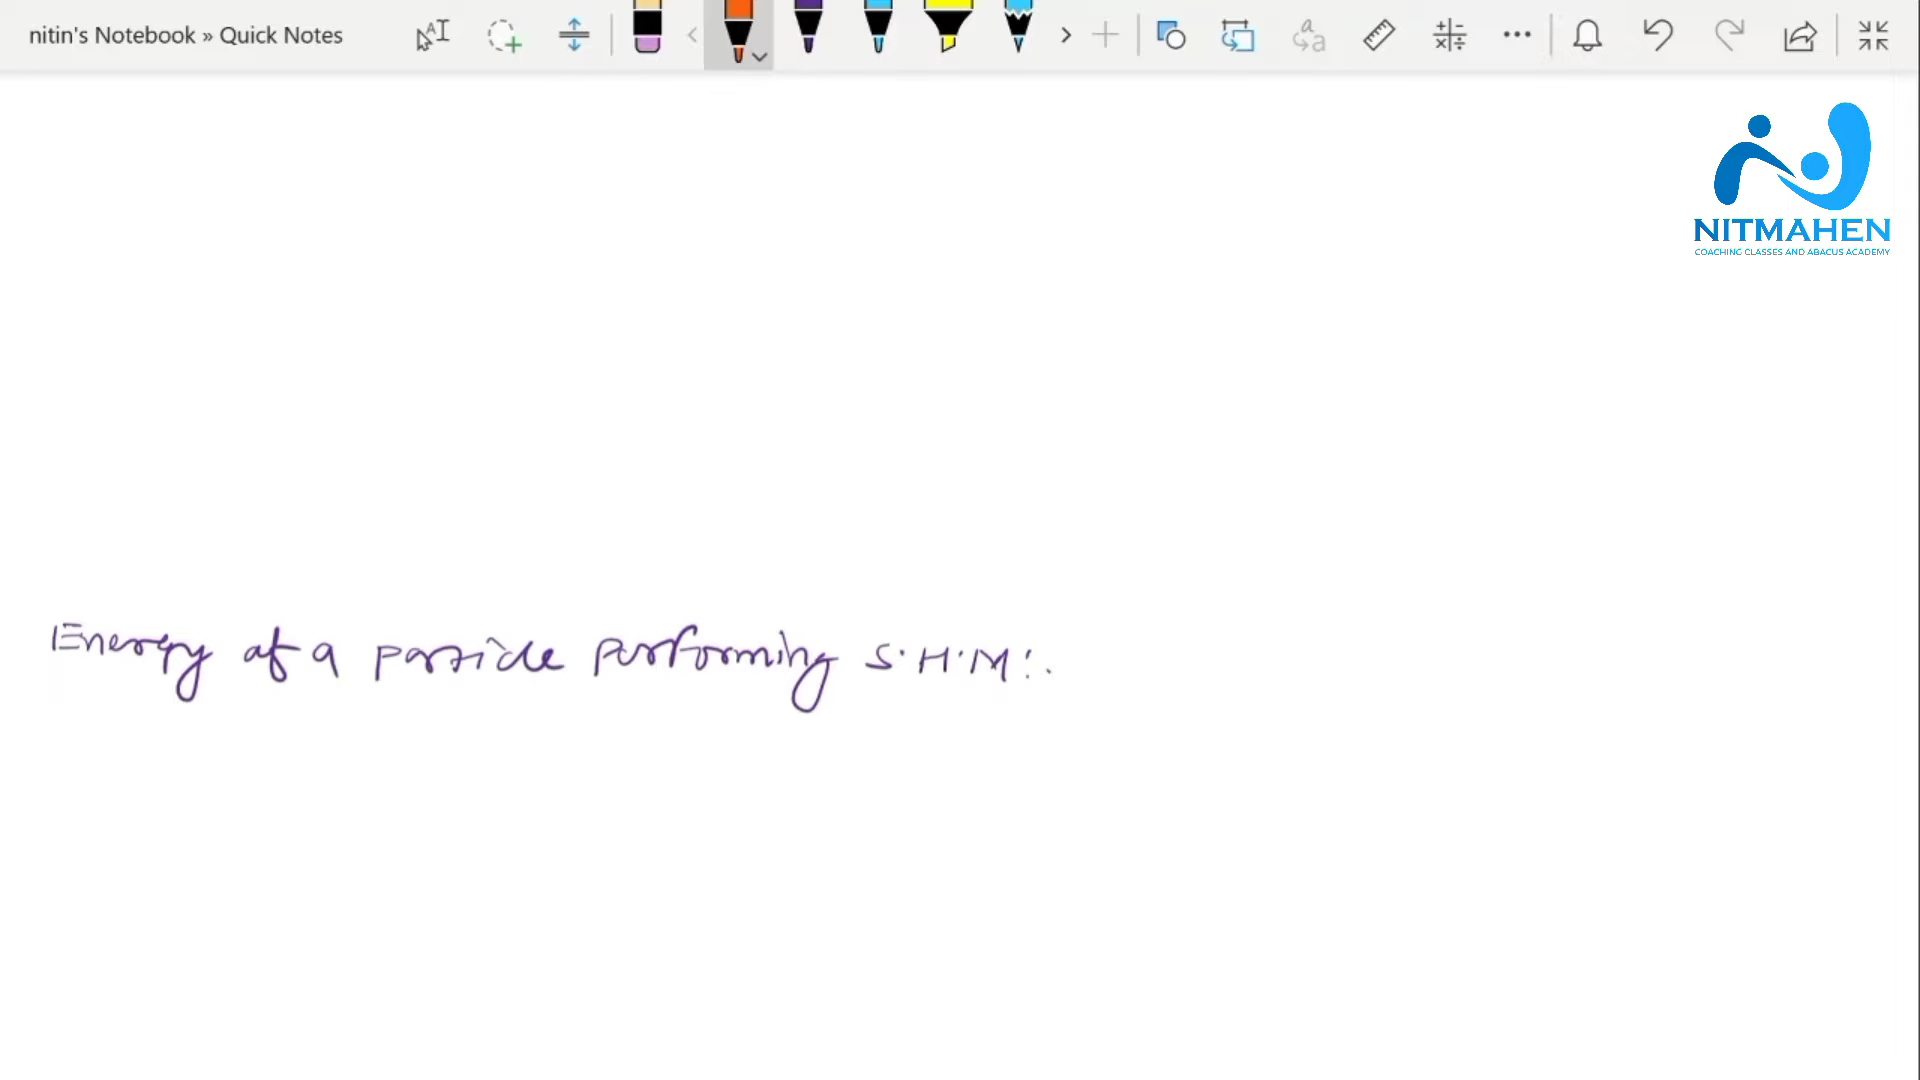 nitin's Notebook » Quick Notes
NITMAHEN
COACHING CLASSES AND ABACUS ACADEMY
Energy of a particle performing S.H.M:.